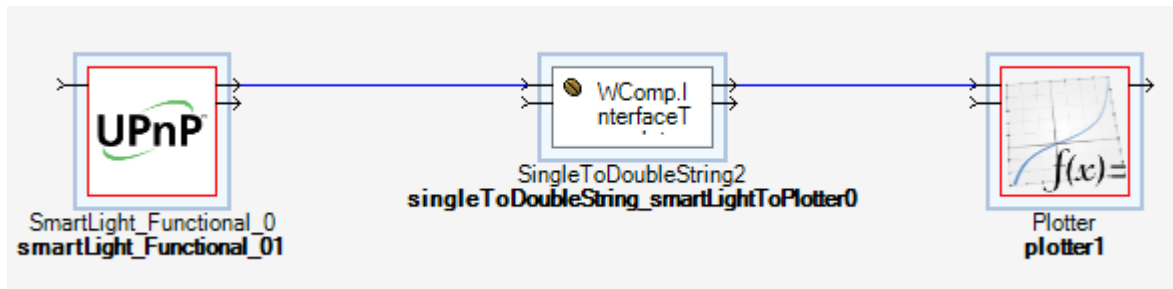 UPnP
SmartLight_Functional_0
smartLight_Functional_01
WComp.I
nterfaceT
SingleToDoubleString2
singleToDoubleString_smartLightToPlotter0
f(x)=
Plotter
plotter1